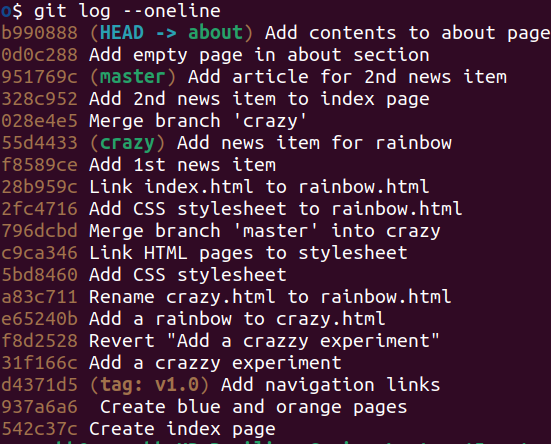 o$ git log --oneline
b990888 (HEAD -> about) Add contents to about page
0d0c288 Add empty page in about section
951769c (master) Add article for 2nd news item
328c952 Add 2nd news item to index page
028e4e5 Merge branch 'crazy'
55d4433 (crazy) Add news item for rainbow
f8589ce Add 1st news item
28b959c Link index.html to rainbow.html
2fc4716 Add CSS stylesheet to rainbow.html
796dcbd Merge branch 'master' into crazy
c9ca346 Link HTML pages to stylesheet
5bd8460 Add CSS stylesheet
a83c711 Rename crazy.html to rainbow.html
e65240b Add a rainbow to crazy.html
f8d2528 Revert "Add a crazzy experiment"
31f166c Add a crazzy experiment
d4371d5 (tag: v1.0) Add navigation links
937a6a6  Create blue and orange pages
542c37c Create index page